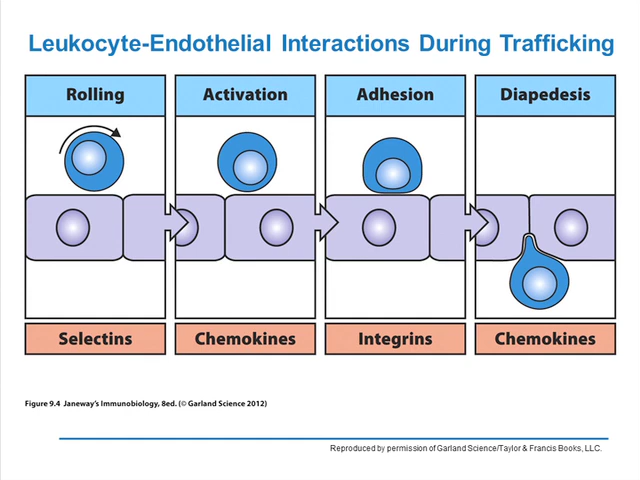 Leukocyte-Endothelial Interactions During Trafficking
Rolling
Activation
Adhesion
Diapedesis
Selectins
Chemokines
Integrins
Chemokines
Figure 9.4 Janeway's Immunobiology, 8ed. (© Garland Science 2012)
Reproduced by permission of Garland Science/Taylor & Francis Books, LLC.